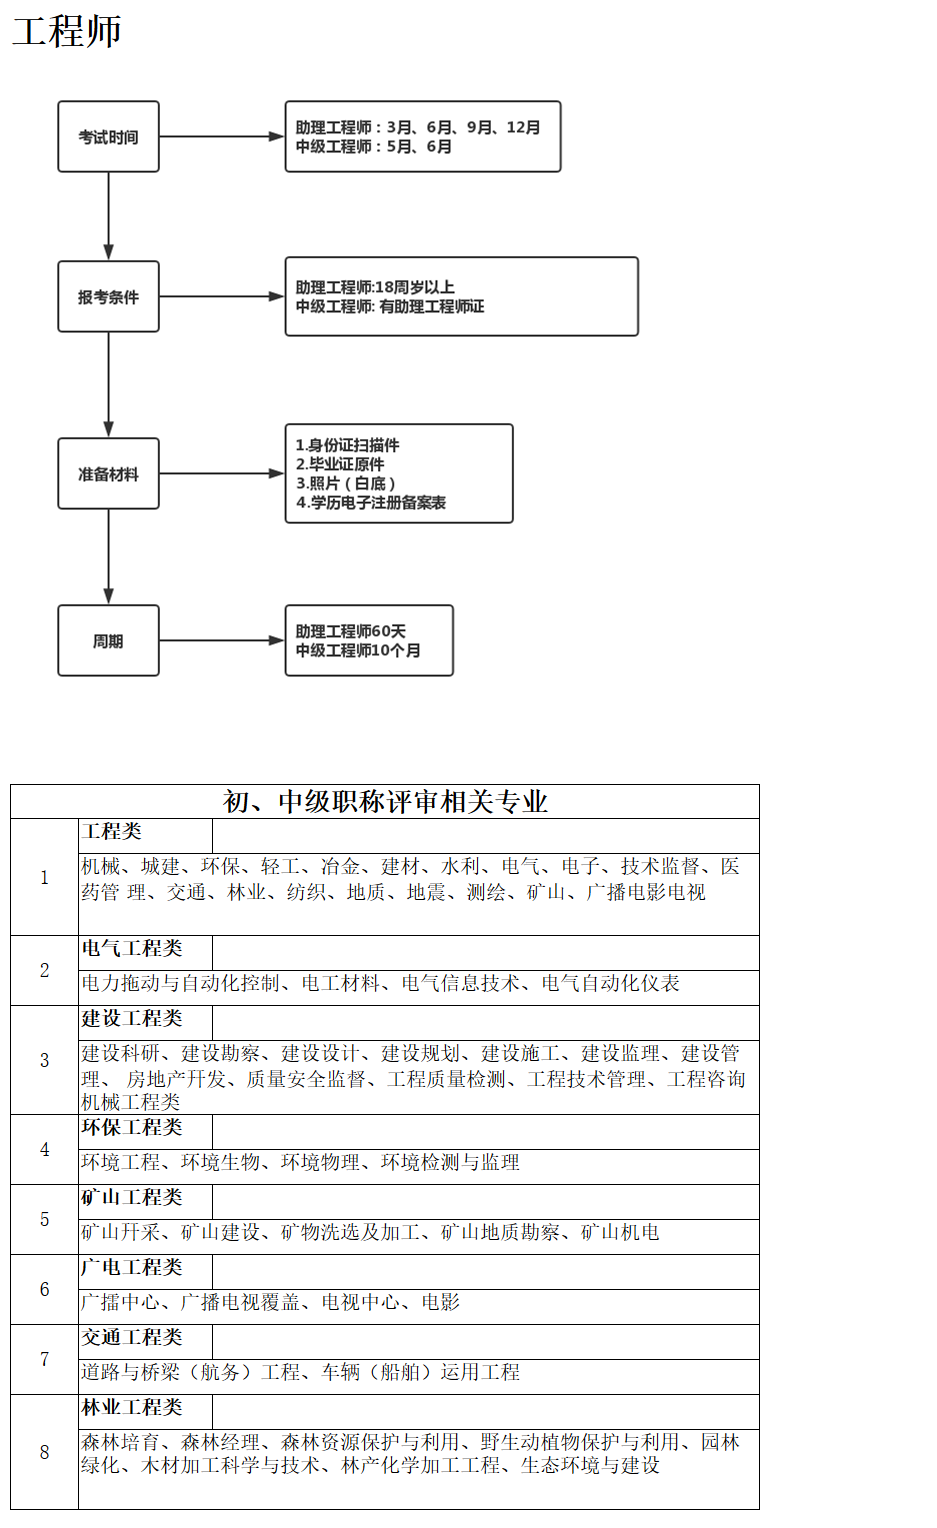 工程师
考试时间
助理工程师：3月、6月、9月、12月
中级工程师：5月、6月
报考条件
助理工程师:18周岁以上
中级工程师: 有助理工程师证
准备材料
1.身份证扫描件
2.毕业证原件
3.照片（白底）
4.学历电子注册备案表
周期
助理工程师60天
中级工程师10个月
初、中级职称评审相关专业
1
工程类
机械、城建、环保、轻工、冶金、建材、水利、电气、电子、技术监督、医
药管 理、交通、林业、纺织、地质、地震、测绘、矿山、广播电影电视
2
电气工程类
电力拖动与自动化控制、电工材料、电气信息技术、电气自动化仪表
3
建设工程类
建设科研、建设勘察、建设设计、建设规划、建设施工、建设监理、建设管
理、 房地产开发、质量安全监督、工程质量检测、工程技术管理、工程咨询
机械工程类
4
环保工程类
环境工程、环境生物、环境物理、环境检测与监理
5
矿山工程类
矿山开采、矿山建设、矿物洗选及加工、矿山地质勘察、矿山机电
6
广电工程类
广擂中心、广播电视覆盖、电视中心、电影
7
交通工程类
道路与桥梁（航务）工程、车辆（船舶）运用工程
8
林业工程类
森林培育、森林经理、森林资源保护与利用、野生动植物保护与利用、园林
绿化、木材加工科学与技术、林产化学加工工程、生态环境与建设